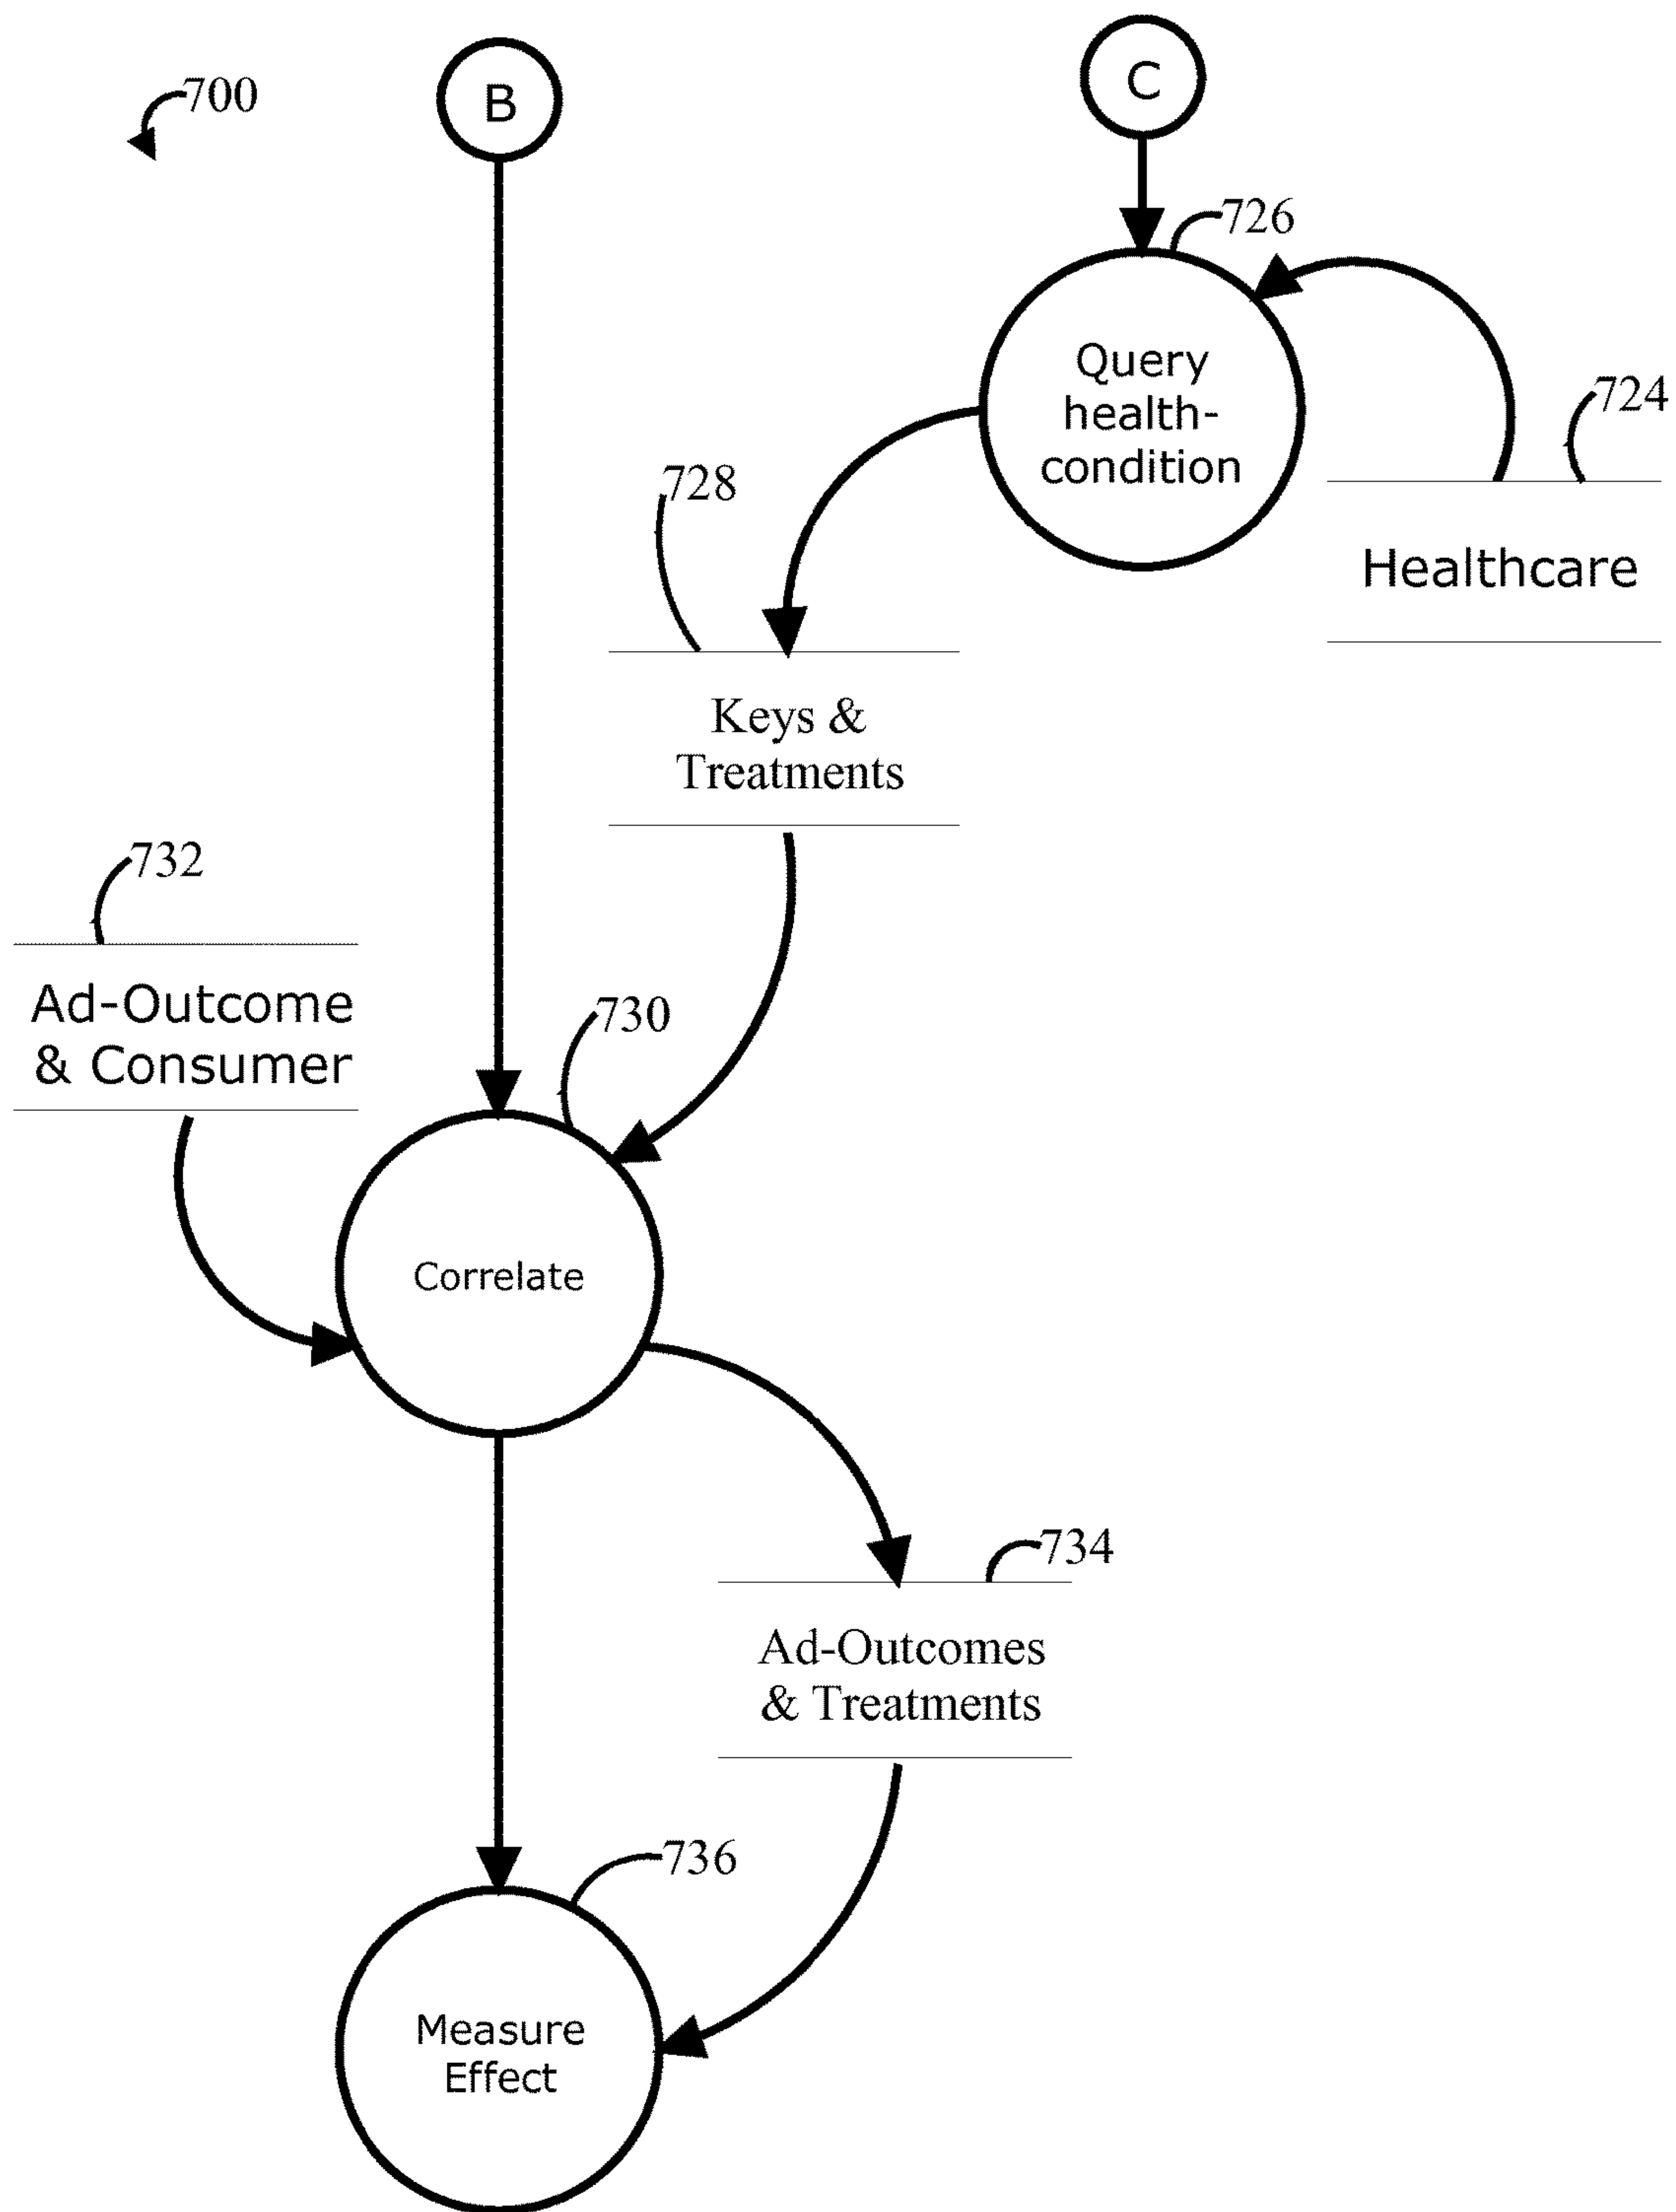 C
B
700
726
Query
health-
condition
724
728
Healthcare
Keys &
Treatments
732
Ad-Outcome
& Consumer
730
Correlate
734
Ad-Outcomes
& Treatments
736
Measure
Effect